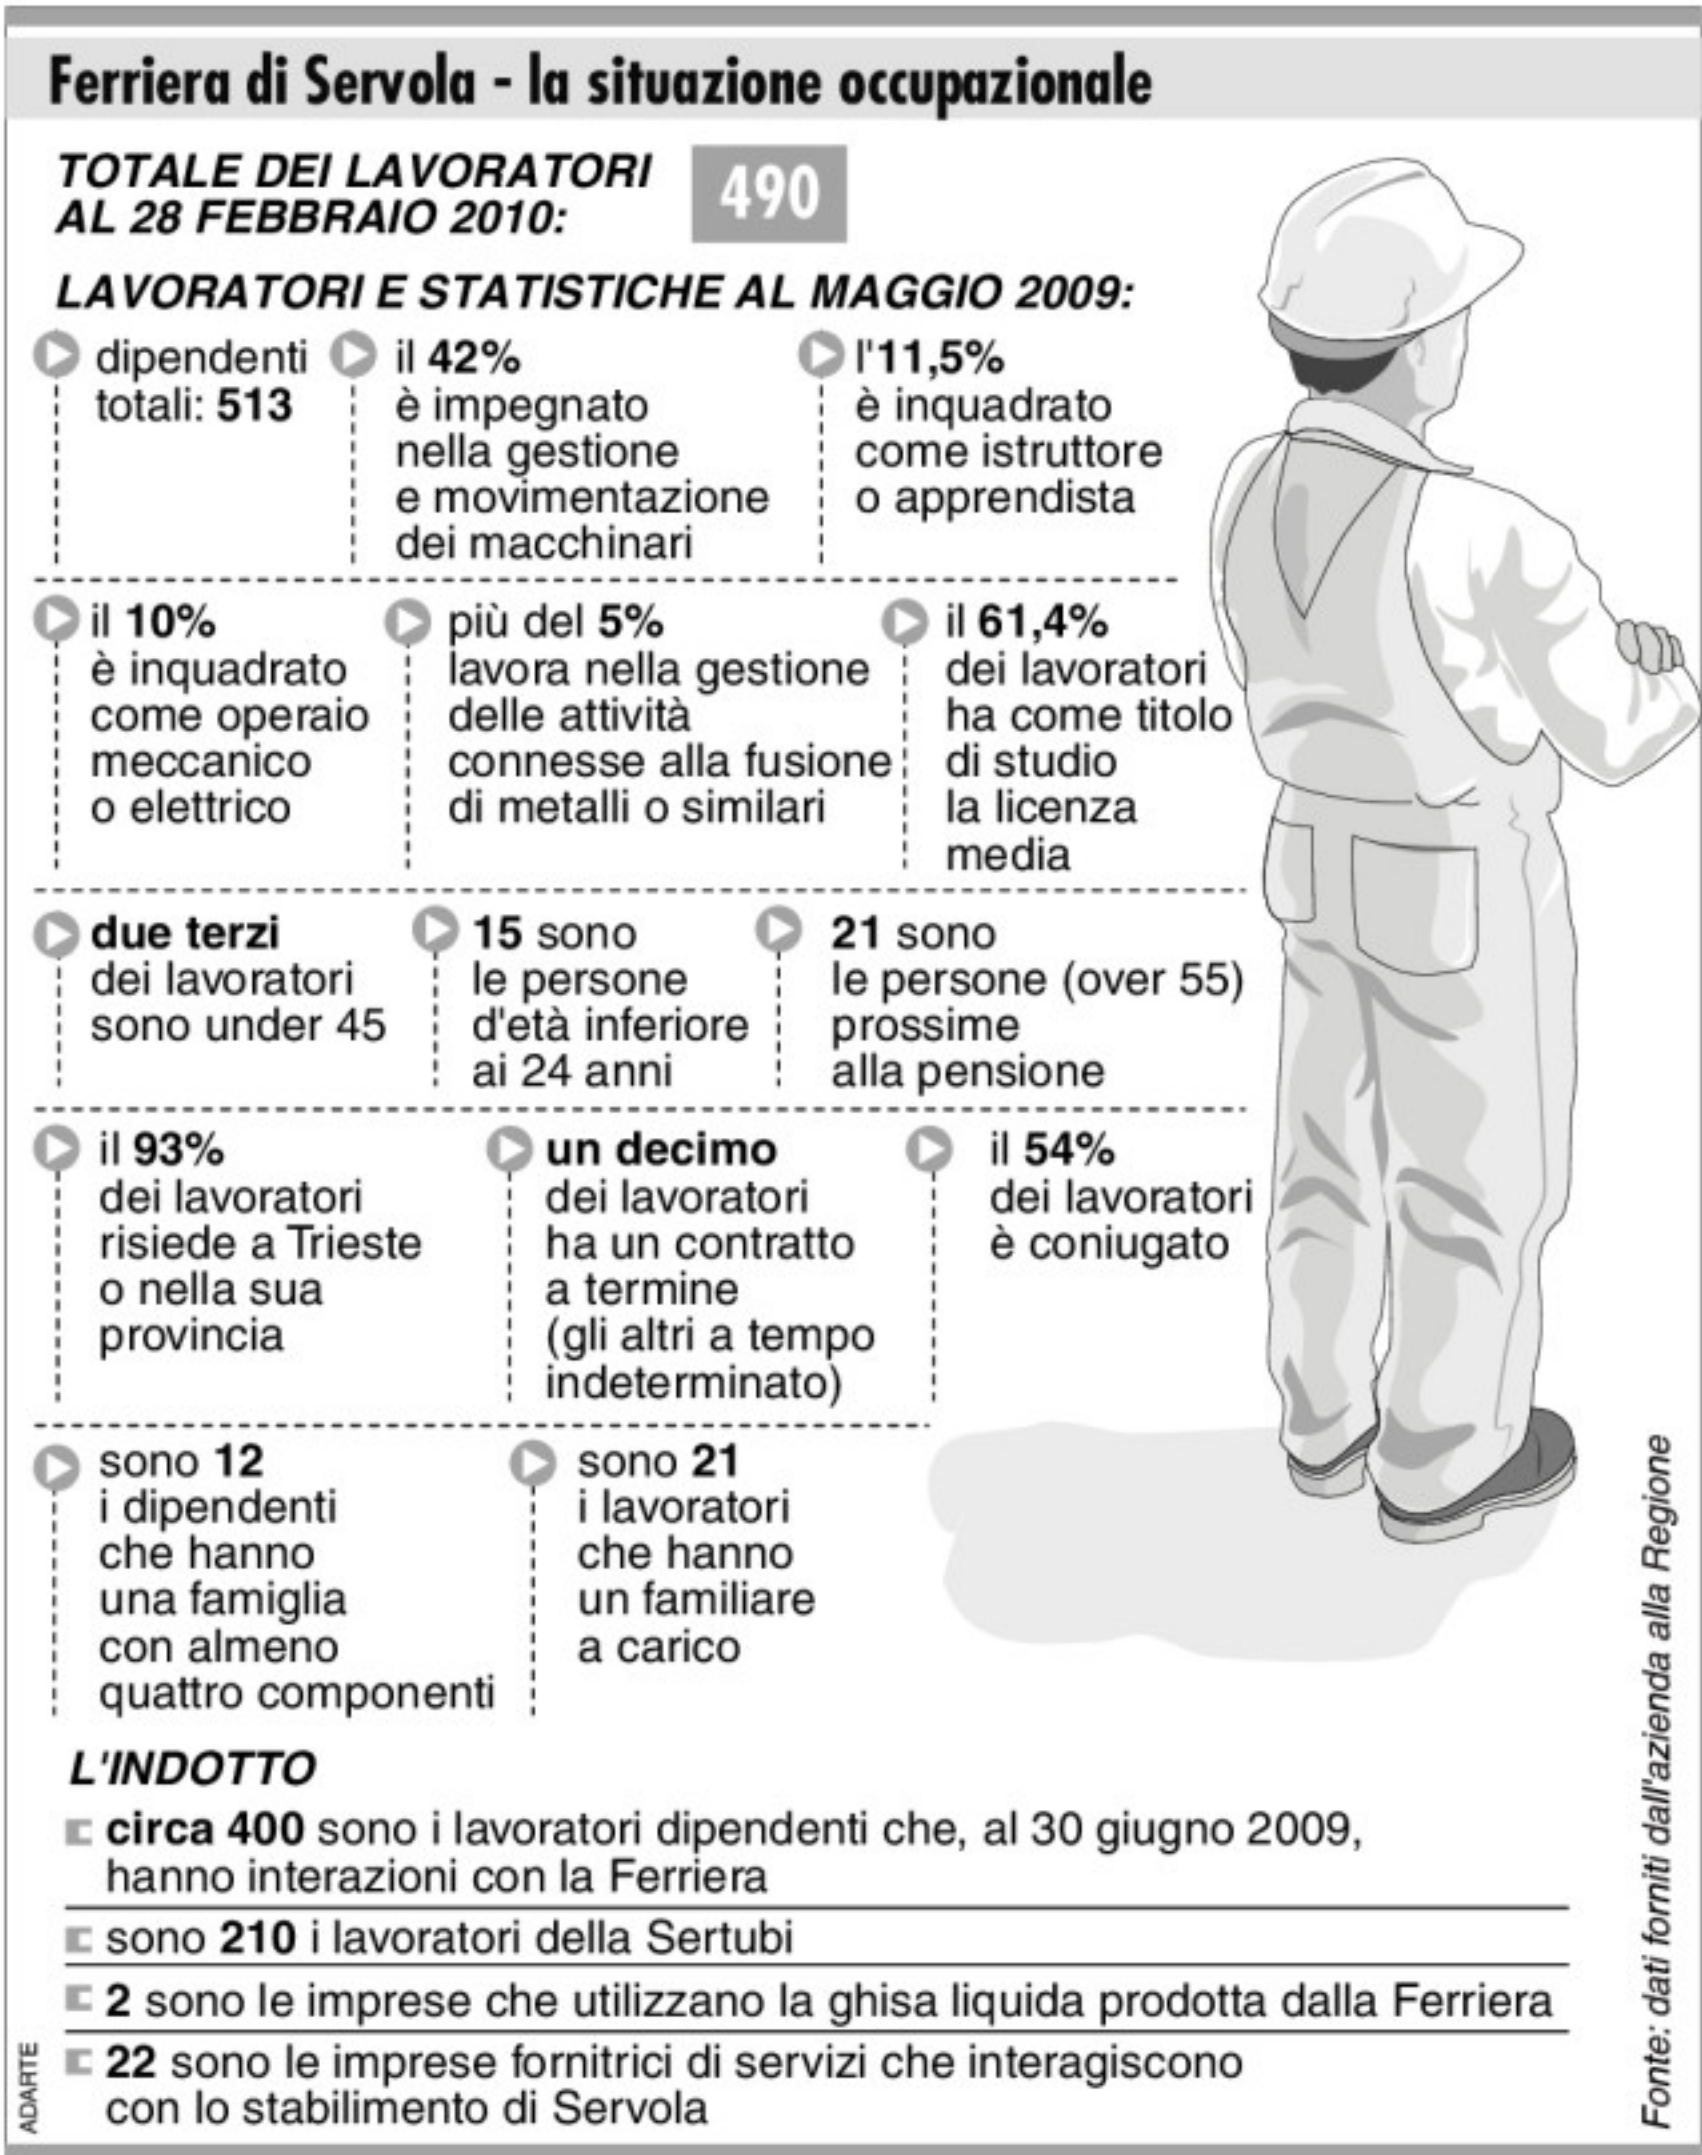 Ferriera di Servola - la situazione occupazionale
TOTALE DEI LAVORATORI
AL 28 FEBBRAIO 2010:
490
LAVORATORI E STATISTICHE AL MAGGIO 2009:
dipendenti
totali: 513
il 42%
è impegnato
nella gestione
e movimentazione
dei macchinari
l'11,5%
è inquadrato
come istruttore
o apprendista
il 10%
è inquadrato
come operaio
meccanico
o elettrico
più del 5%
lavora nella gestione
delle attività
connesse alla fusione
di metalli o similari
il 61,4%
dei lavoratori
ha come titolo
di studio
la licenza
media
due terzi
dei lavoratori
sono under 45
15 sono
le persone
d'età inferiore
ai 24 anni
21 sono
le persone (over 55)
prossime
alla pensione
il 93%
dei lavoratori
risiede a Trieste
o nella sua
provincia
un decimo
dei lavoratori
ha un contratto
a termine
(gli altri a tempo
indeterminato)
il 54%
dei lavoratori
è coniugato
sono 12
i dipendenti
che hanno
una famiglia
con almeno
quattro componenti
sono 21
i lavoratori
che hanno
un familiare
a carico
L'INDOTTO
circa 400 sono i lavoratori dipendenti che, al 30 giugno 2009,
hanno interazioni con la Ferriera
sono 210 i lavoratori della Sertubi
2 sono le imprese che utilizzano la ghisa liquida prodotta dalla Ferriera
22 sono le imprese fornitrici di servizi che interagiscono
con lo stabilimento di Servola
ADARTE
Fonte: dati forniti dall'azienda alla Regione